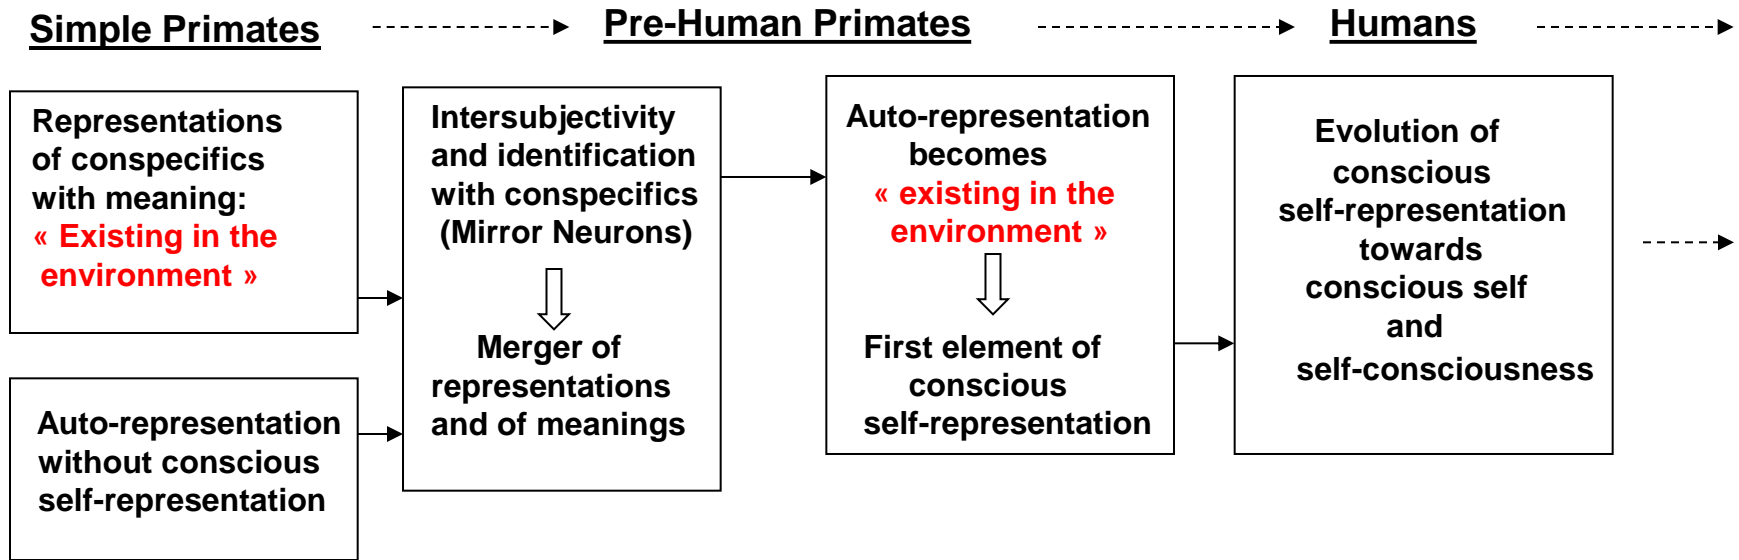 Simple Primates
Pre-Human Primates
Humans
Representations
of conspecifics
with meaning:
« Existing in the
environment »
Auto-representation
without conscious
self-representation
Intersubjectivity
and identification
with conspecifics
(Mirror Neurons)
Merger of
representations
and of meanings
Auto-representation
becomes
« existing in the
environment »
First element of
conscious
self-representation
Evolution of
conscious
self-representation
towards
conscious self
and
self-consciousness